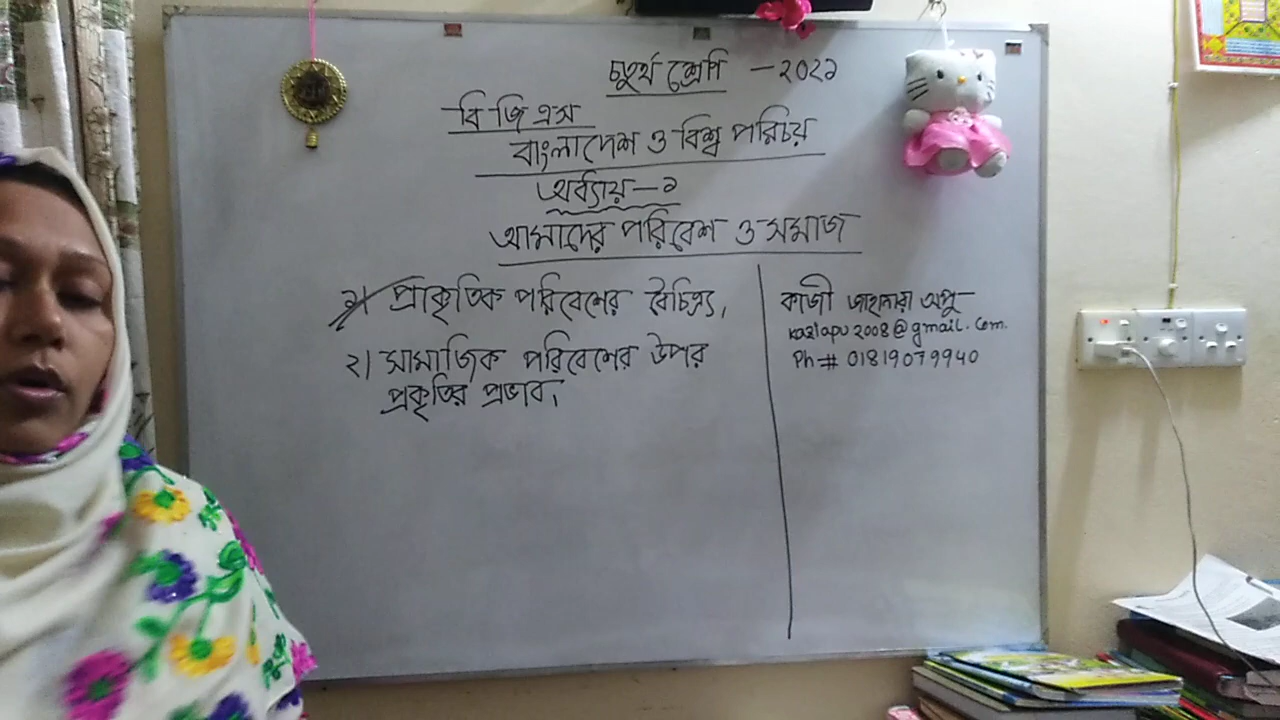 চতুর্থ শ্রেণি - ২০২১
বি জি এস
বাংলাদেশ ও বিশ্ব পরিচয়
অধ্যায় - ১
আমাদের পরিবেশ ও সমাজ
১। প্রাকৃতিক পরিবেশের বৈচিত্র্য।
২। সামাজিক পরিবেশের উপর
প্রকৃতির প্রভাব।
কাজী জাহানারা অপু
kaziapu2008@gmail.com.
Ph# 01819079940